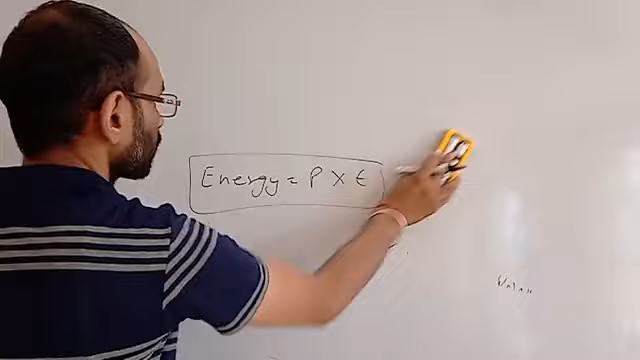 Energy = P x t